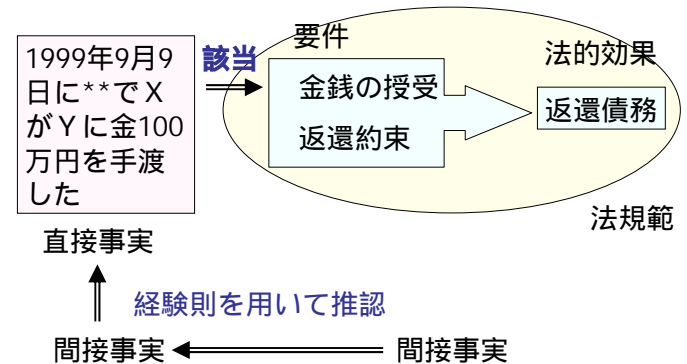 1999年9月9
日に**でX
がYに金100
万円を手渡
した
該当
要件
金銭の授受
返還約束
法的効果
返還債務
法規範
直接事実
経験則を用いて推認
間接事実
間接事実